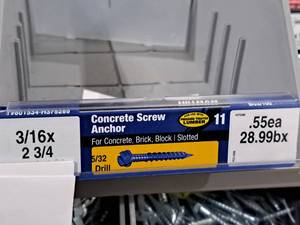 3/16x
2 3/4
Concrete Screw
Anchor
For Concrete, Brick, Block | Slotted
5/32
Drill
LUMBER
11
.55ea
28.99bx